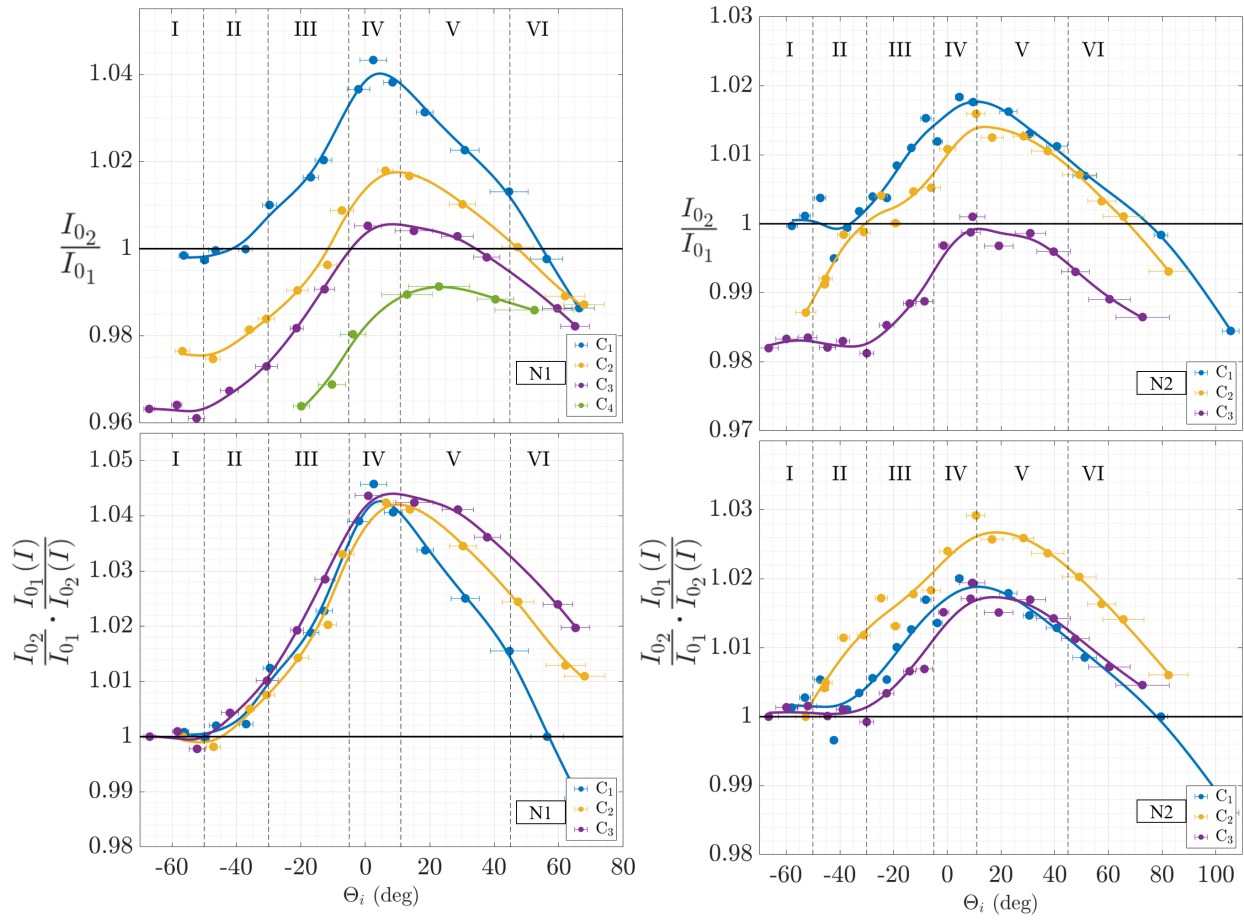 I II III IV V VI
1.04
1.02
1
0.98
0.96
I₀₂/I₀₁
N1
C₁
C₂
C₃
C₄
I II III IV V VI
1.03
1.02
1.01
1
0.99
0.98
0.97
I₀₂/I₀₁
N2
C₁
C₂
C₃
I II III IV V VI
1.05
1.04
1.03
1.02
1.01
1
0.99
0.98
I₀₂/I₀₁ · I₀₁(I)/I₀₂(I)
N1
C₁
C₂
C₃
-60 -40 -20 0 20 40 60 80
Θᵢ (deg)
I II III IV V VI
1.03
1.02
1.01
1
0.99
0.98
I₀₂/I₀₁ · I₀₁(I)/I₀₂(I)
N2
C₁
C₂
C₃
-60 -40 -20 0 20 40 60 80 100
Θᵢ (deg)